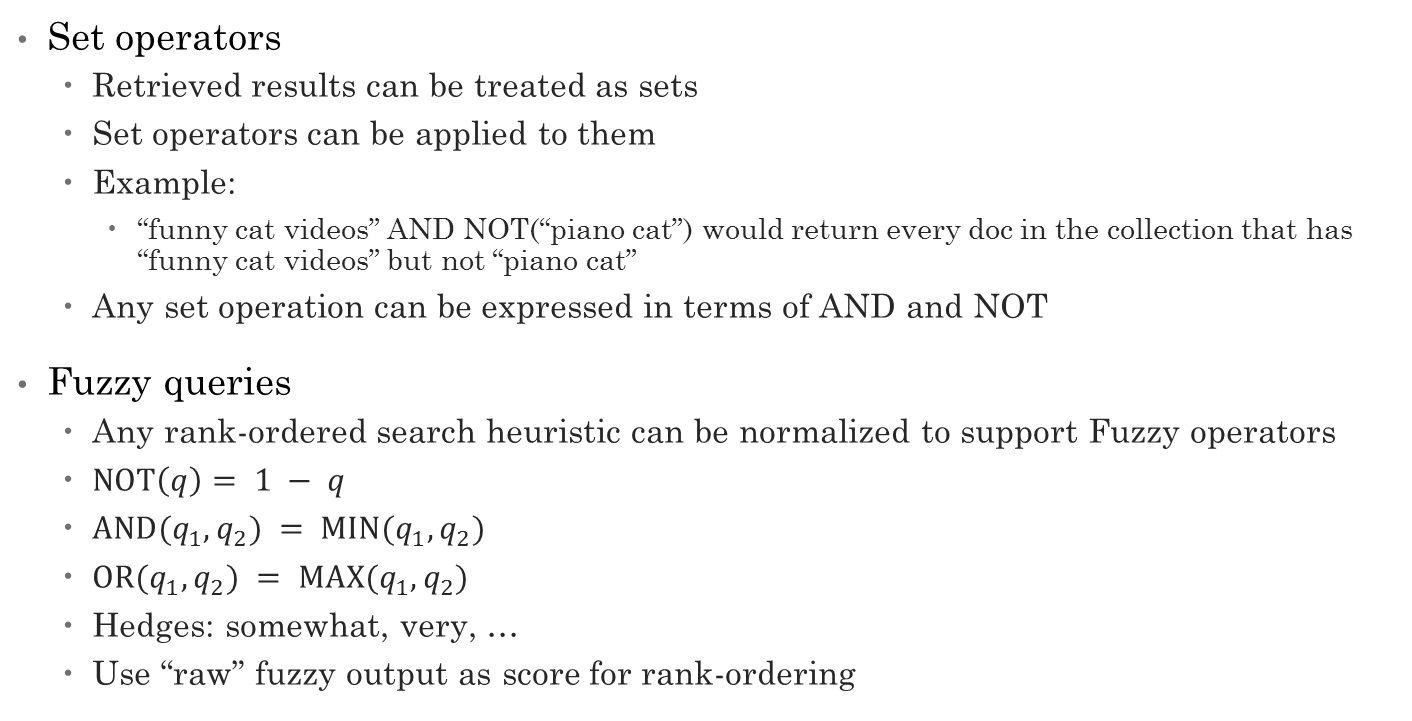 • Set operators
• Retrieved results can be treated as sets
• Set operators can be applied to them
• Example:
• “funny cat videos” AND NOT(“piano cat”) would return every doc in the collection that has
“funny cat videos” but not “piano cat”
• Any set operation can be expressed in terms of AND and NOT
• Fuzzy queries
• Any rank-ordered search heuristic can be normalized to support Fuzzy operators
• NOT(𝑞) = 1 − 𝑞
• AND(𝑞₁, 𝑞₂) = MIN(𝑞₁, 𝑞₂)
• OR(𝑞₁, 𝑞₂) = MAX(𝑞₁, 𝑞₂)
• Hedges: somewhat, very, …
• Use “raw” fuzzy output as score for rank-ordering